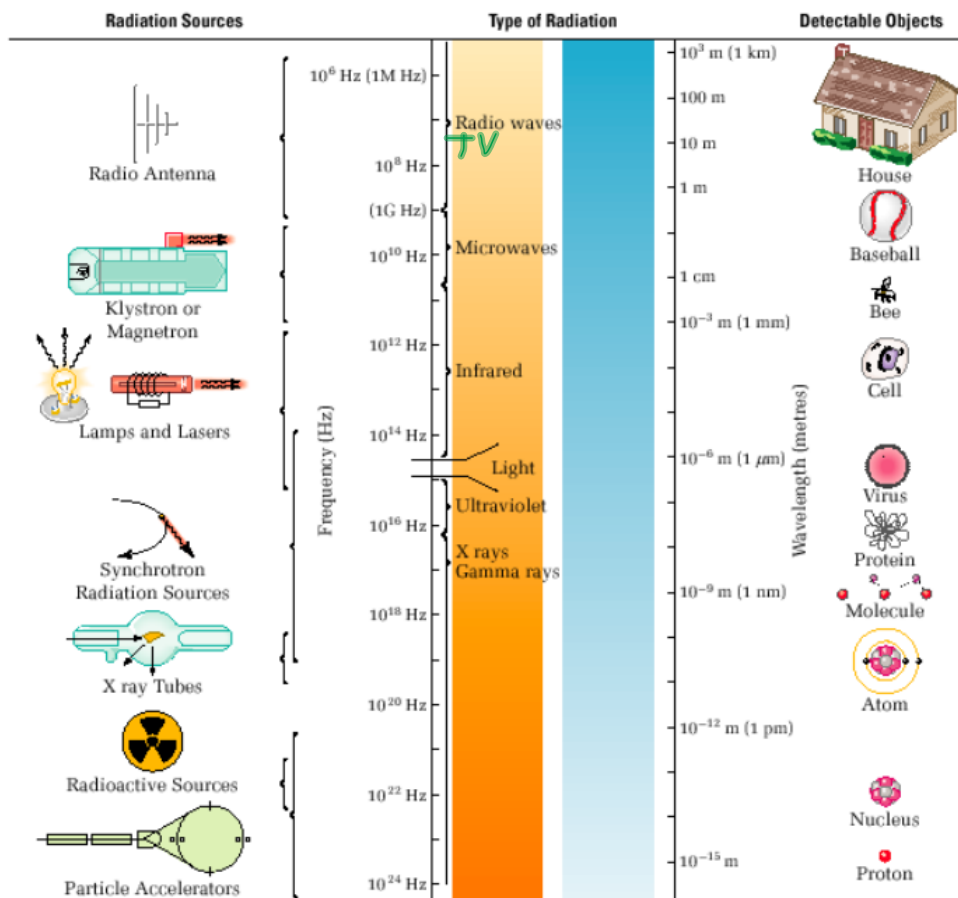 Radiation Sources
Type of Radiation
Detectable Objects
Radio Antenna
Klystron or
Magnetron
Lamps and Lasers
Synchrotron
Radiation Sources
X ray Tubes
Radioactive Sources
Particle Accelerators
Frequency (Hz)
10⁶ Hz (1M Hz)
10⁸ Hz
(1G Hz)
10¹⁰ Hz
10¹² Hz
10¹⁴ Hz
10¹⁶ Hz
10¹⁸ Hz
10²⁰ Hz
10²² Hz
10²⁴ Hz
Radio waves
TV
Microwaves
Infrared
Light
Ultraviolet
X rays
Gamma rays
10³ m (1 km)
100 m
10 m
1 m
1 cm
10⁻³ m (1 mm)
10⁻⁶ m (1 μm)
10⁻⁹ m (1 nm)
10⁻¹² m (1 pm)
10⁻¹⁵ m
Wavelength (metres)
House
Baseball
Bee
Cell
Virus
Protein
Molecule
Atom
Nucleus
Proton